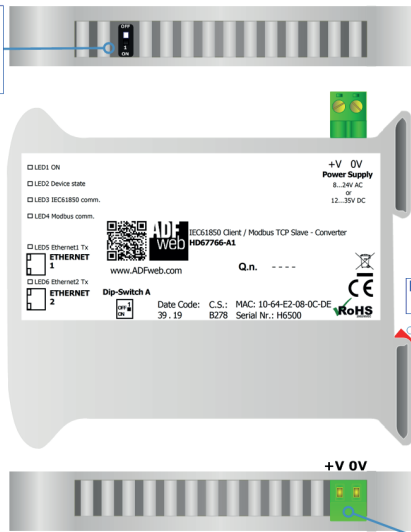 OFF
1
ON
+V 0V
Power Supply
8...24V AC
or
12...35V DC
LED1 ON
LED2 Device state
LED3 IEC61850 comm.
LED4 Modbus comm.
ADF
web
IEC61850 Client / Modbus TCP Slave - Converter
HD67766-A1
www.ADFweb.com
Q.n. - - - -
LED5 Ethernet1 Tx
ETHERNET
1
LED6 Ethernet2 Tx
ETHERNET
2
Dip-Switch A
OFF 1
ON
Date Code: C.S.: MAC: 10-64-E2-08-0C-DE
39 . 19 B278 Serial Nr.: H6500
CE
RoHS
+V 0V